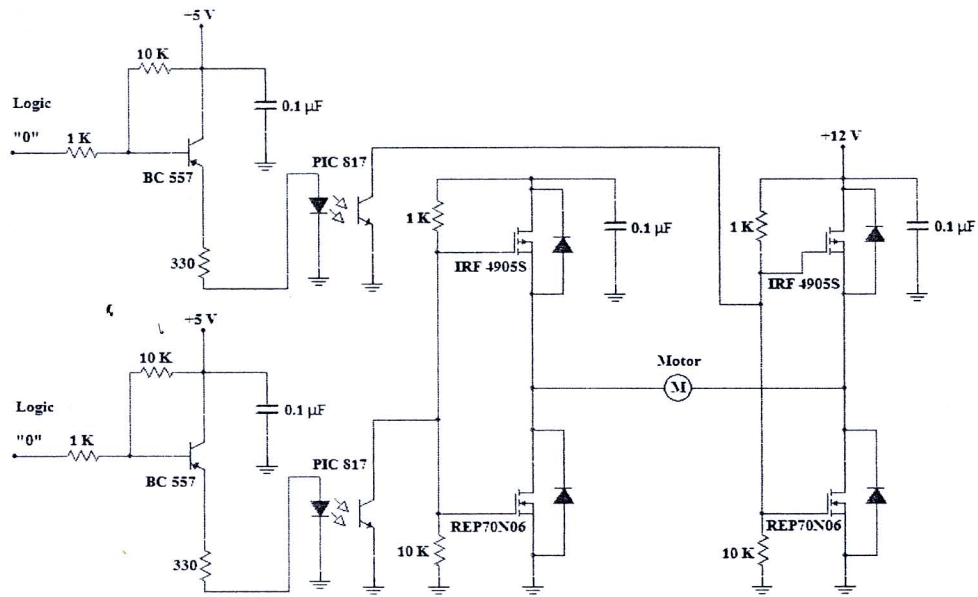 +5 V
10 K
0.1 µF
Logic
"0"
1 K
BC 557
PIC 817
330
+12 V
1 K
0.1 µF
IRF 4905S
1 K
0.1 µF
IRF 4905S
+5 V
10 K
0.1 µF
Logic
"0"
1 K
BC 557
PIC 817
330
Motor
M
REP70N06
10 K
REP70N06
10 K